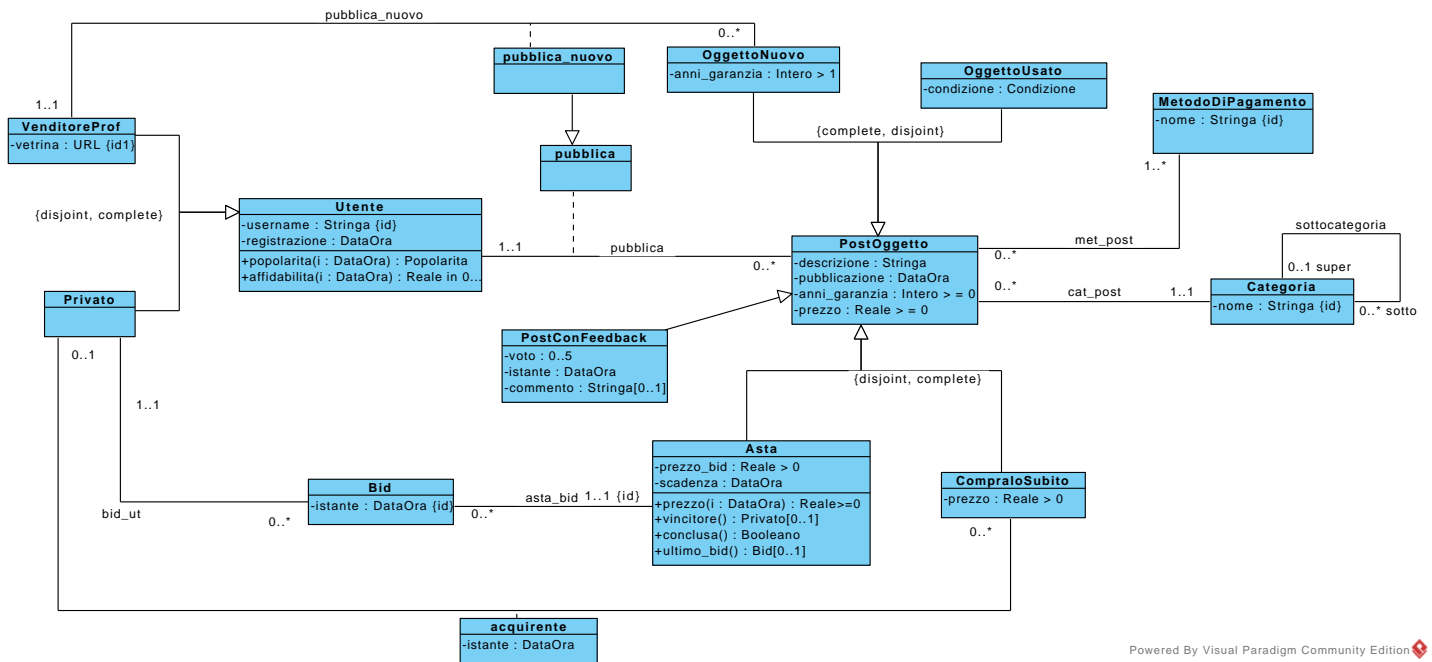 pubblica_nuovo
0..*
pubblica_nuovo
OggettoNuovo
-anni_garanzia : Intero > 1
OggettoUsato
-condizione : Condizione
MetodoDiPagamento
-nome : Stringa {id}
1..1
VenditoreProf
-vetrina : URL {id1}
{complete, disjoint}
pubblica
1..*
{disjoint, complete}
Utente
-username : Stringa {id}
-registrazione : DataOra
+popolarita(i : DataOra) : Popolarita
+affidabilita(i : DataOra) : Reale in 0...
1..1
pubblica
0..*
PostOggetto
-descrizione : Stringa
-pubblicazione : DataOra
-anni_garanzia : Intero > = 0
-prezzo : Reale > = 0
met_post
0..*
sottocategoria
0..1 super
0..*
cat_post
1..1
Categoria
-nome : Stringa {id}
0..* sotto
Privato
0..1
1..1
PostConFeedback
-voto : 0..5
-istante : DataOra
-commento : Stringa[0..1]
{disjoint, complete}
Asta
-prezzo_bid : Reale > 0
-scadenza : DataOra
+prezzo(i : DataOra) : Reale>=0
+vincitore() : Privato[0..1]
+conclusa() : Booleano
+ultimo_bid() : Bid[0..1]
CompraloSubito
-prezzo : Reale > 0
0..*
Bid
-istante : DataOra {id}
bid_ut
0..*
asta_bid
1..1 {id}
0..*
acquirente
-istante : DataOra
Powered By Visual Paradigm Community Edition